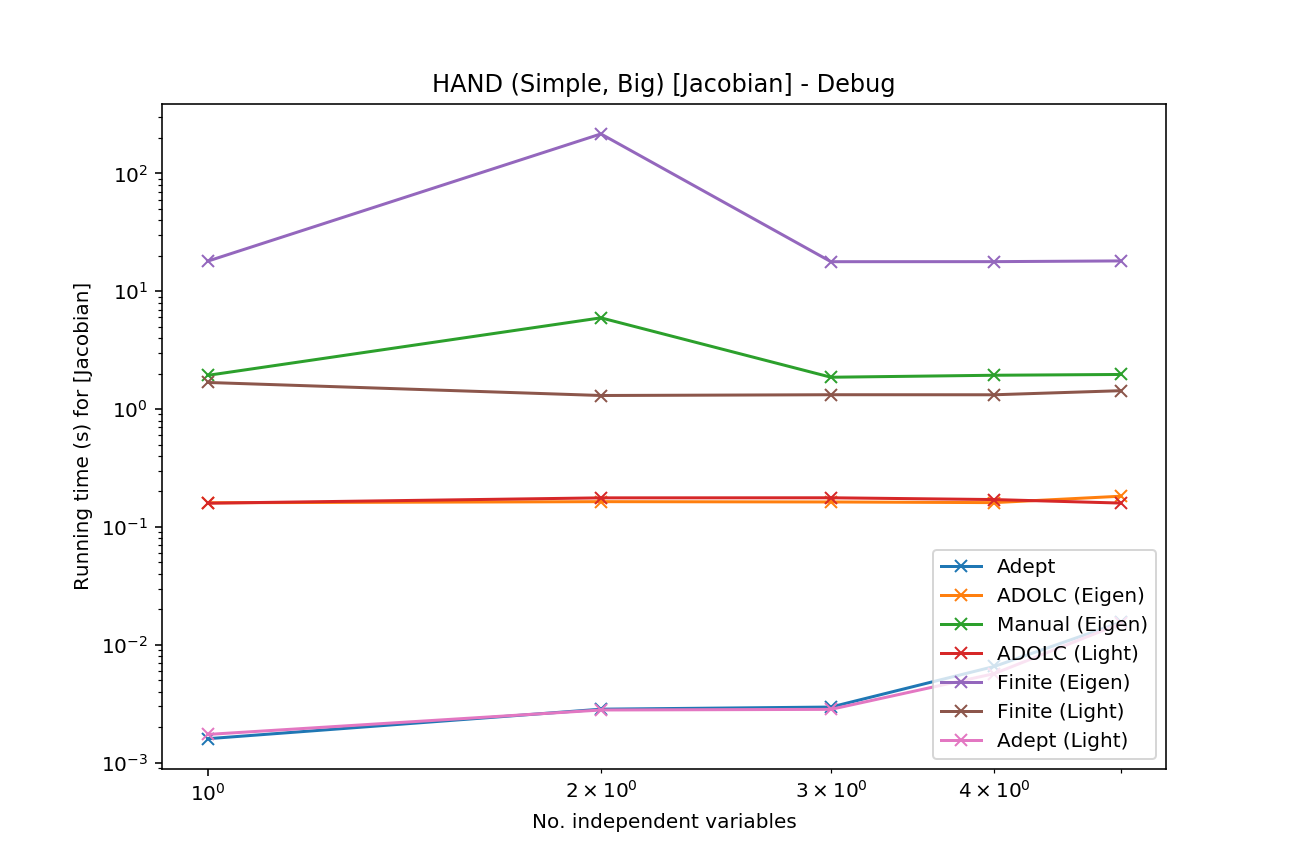 HAND (Simple, Big) [Jacobian] - Debug
Running time (s) for [Jacobian]
10²
10¹
10⁰
10⁻¹
10⁻²
10⁻³
Adept
ADOLC (Eigen)
Manual (Eigen)
ADOLC (Light)
Finite (Eigen)
Finite (Light)
Adept (Light)
10⁰ 2 × 10⁰ 3 × 10⁰ 4 × 10⁰
No. independent variables